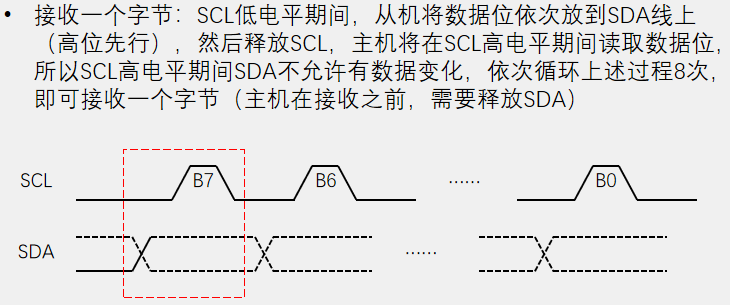 • 接收一个字节：SCL低电平期间，从机将数据位依次放到SDA线上
（高位先行），然后释放SCL，主机将在SCL高电平期间读取数据位，
所以SCL高电平期间SDA不允许有数据变化，依次循环上述过程8次，
即可接收一个字节（主机在接收之前，需要释放SDA）
SCL B7 B6 …… B0
SDA ……